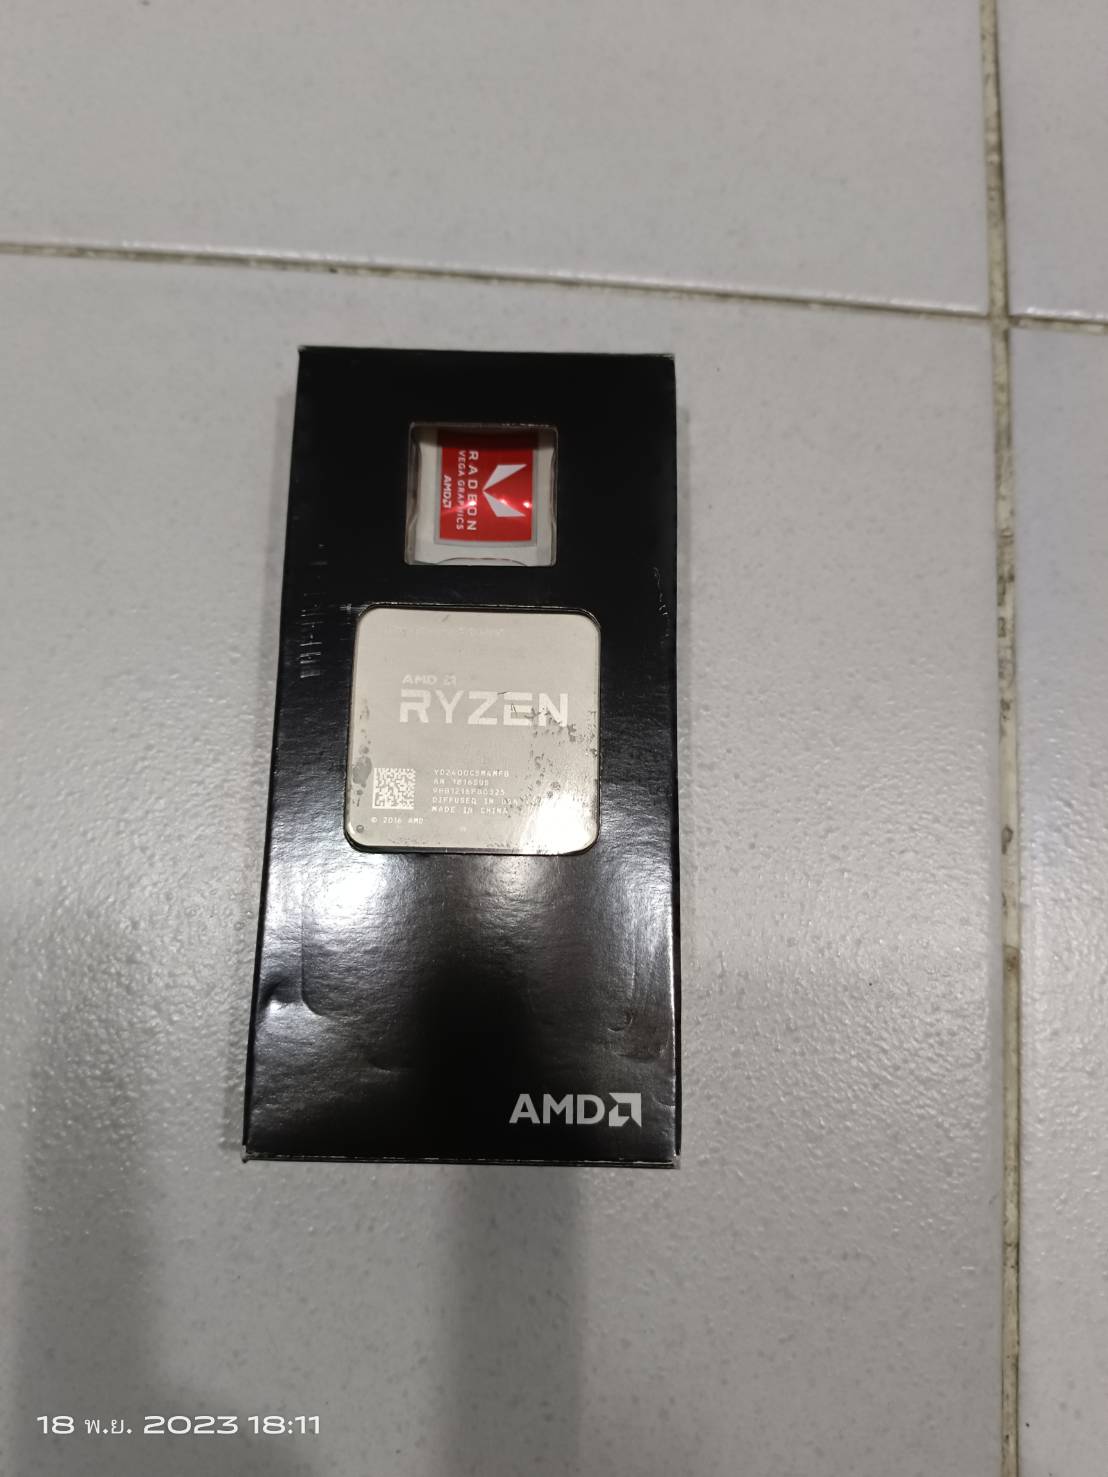 RADEON
VEGA GRAPHICS
AMD
AMD
RYZEN
YD2400C5M4MFB
DIFFUSED IN USA
MADE IN CHINA
© 2016 AMD
AMD
18 พ.ย. 2023 18:11